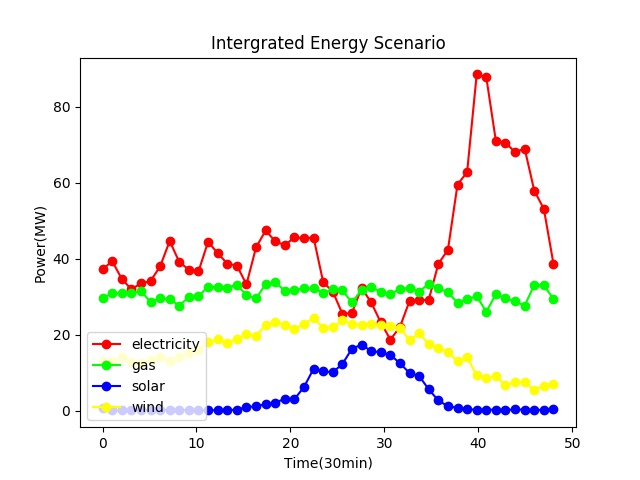 Intergrated Energy Scenario
Power(MW)
80
60
40
20
0
electricity
gas
solar
wind
0 10 20 30 40 50
Time(30min)